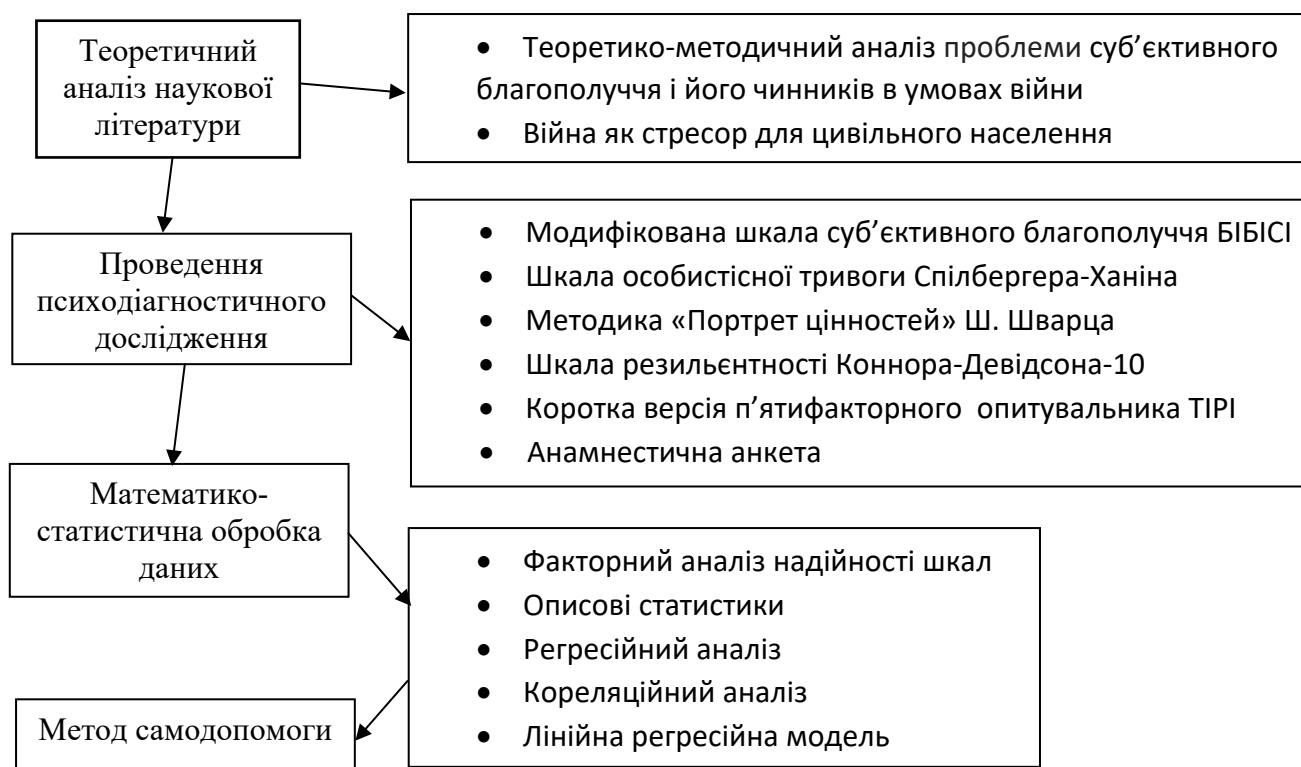 Теоретичний
аналіз наукової
літератури
• Теоретико-методичний аналіз проблеми суб’єктивного
благополуччя і його чинників в умовах війни
• Війна як стресор для цивільного населення
Проведення
психодіагностичного
дослідження
• Модифікована шкала суб’єктивного благополуччя БІБІСІ
• Шкала особистісної тривоги Спілбергера-Ханіна
• Методика «Портрет цінностей» Ш. Шварца
• Шкала резильєнтності Коннора-Девідсона-10
• Коротка версія п’ятифакторного опитувальника ТІРІ
• Анамнестична анкета
Математико-
статистична обробка
даних
• Факторний аналіз надійності шкал
• Описові статистики
• Регресійний аналіз
• Кореляційний аналіз
• Лінійна регресійна модель
Метод самодопомоги